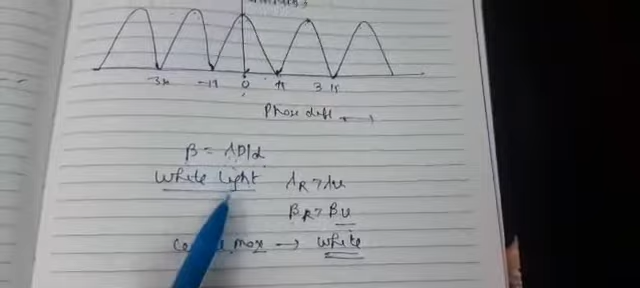 -3π -π 0 π 3π
Phase diff
β = λD/d
White light λR > λv
βR > βv
max → white